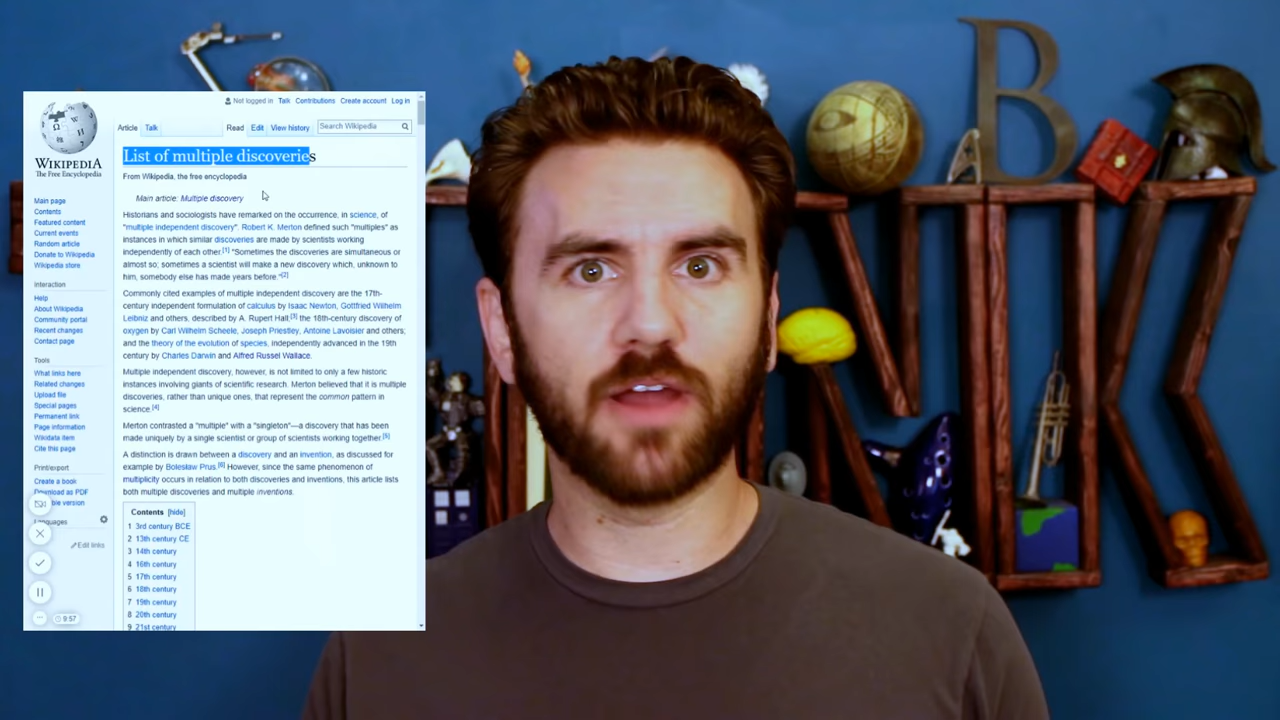 Not logged in Talk Contributions Create account Log in
Article Talk Read Edit View history Search Wikipedia
WIKIPEDIA
The Free Encyclopedia
Main page
Contents
Featured content
Current events
Random article
Donate to Wikipedia
Wikipedia store
Interaction
Help
About Wikipedia
Community portal
Recent changes
Contact page
Tools
What links here
Related changes
Upload file
Special pages
Permanent link
Page information
Wikidata item
Cite this page
Print/export
Create a book
Download as PDF
ble version
Languages
Edit links
9:57
List of multiple discoveries
From Wikipedia, the free encyclopedia
Main article: Multiple discovery
Historians and sociologists have remarked on the occurrence, in science, of
"multiple independent discovery". Robert K. Merton defined such "multiples" as
instances in which similar discoveries are made by scientists working
independently of each other.[1] "Sometimes the discoveries are simultaneous or
almost so; sometimes a scientist will make a new discovery which, unknown to
him, somebody else has made years before."[2]
Commonly cited examples of multiple independent discovery are the 17th-
century independent formulation of calculus by Isaac Newton, Gottfried Wilhelm
Leibniz and others, described by A. Rupert Hall;[3] the 18th-century discovery of
oxygen by Carl Wilhelm Scheele, Joseph Priestley, Antoine Lavoisier and others;
and the theory of the evolution of species, independently advanced in the 19th
century by Charles Darwin and Alfred Russel Wallace.
Multiple independent discovery, however, is not limited to only a few historic
instances involving giants of scientific research. Merton believed that it is multiple
discoveries, rather than unique ones, that represent the common pattern in
science.[4]
Merton contrasted a "multiple" with a "singleton"—a discovery that has been
made uniquely by a single scientist or group of scientists working together.[5]
A distinction is drawn between a discovery and an invention, as discussed for
example by Bolesław Prus.[6] However, since the same phenomenon of
multiplicity occurs in relation to both discoveries and inventions, this article lists
both multiple discoveries and multiple inventions.
Contents [hide]
1 3rd century BCE
2 13th century CE
3 14th century
4 16th century
5 17th century
6 18th century
7 19th century
8 20th century
9 21st century
B